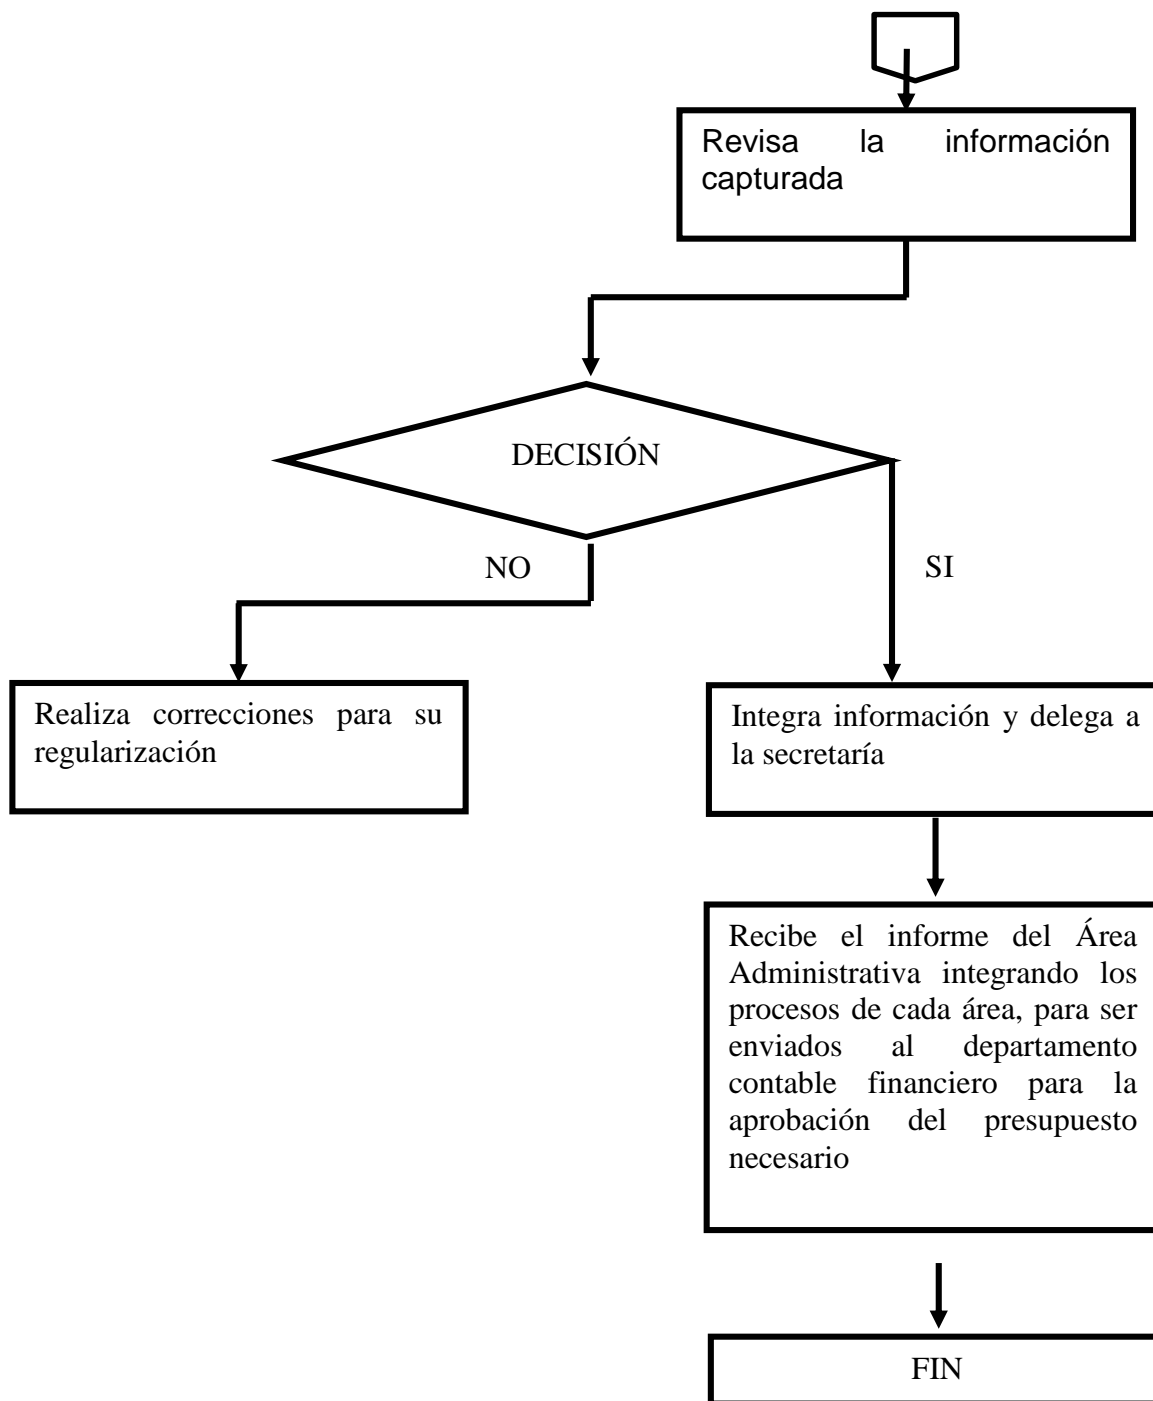 Revisa la información
capturada
DECISIÓN
NO
SI
Realiza correcciones para su
regularización
Integra información y delega a
la secretaría
Recibe el informe del Área
Administrativa integrando los
procesos de cada área, para ser
enviados al departamento
contable financiero para la
aprobación del presupuesto
necesario
FIN